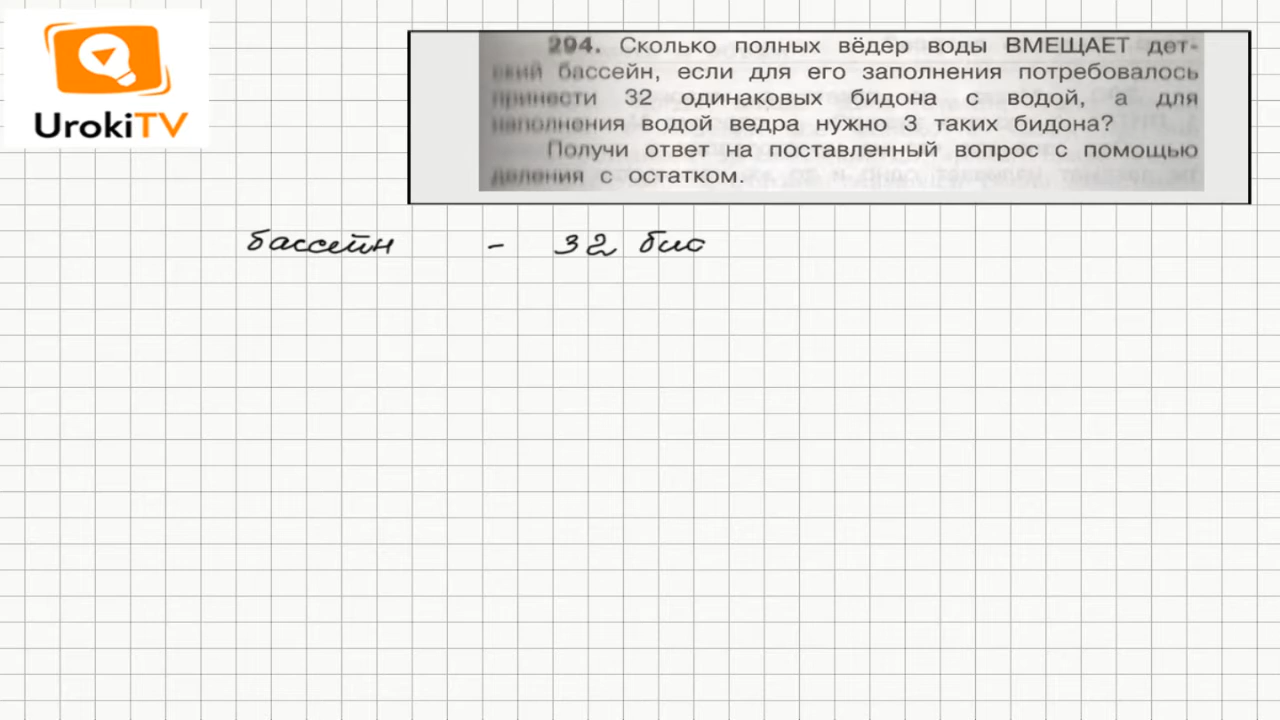 UrokiTV
294. Сколько полных вёдер воды ВМЕЩАЕТ дет-
ский бассейн, если для его заполнения потребовалось
принести 32 одинаковых бидона с водой, а для
наполнения водой ведра нужно 3 таких бидона?
Получи ответ на поставленный вопрос с помощью
деления с остатком.
бассейн - 32 бид